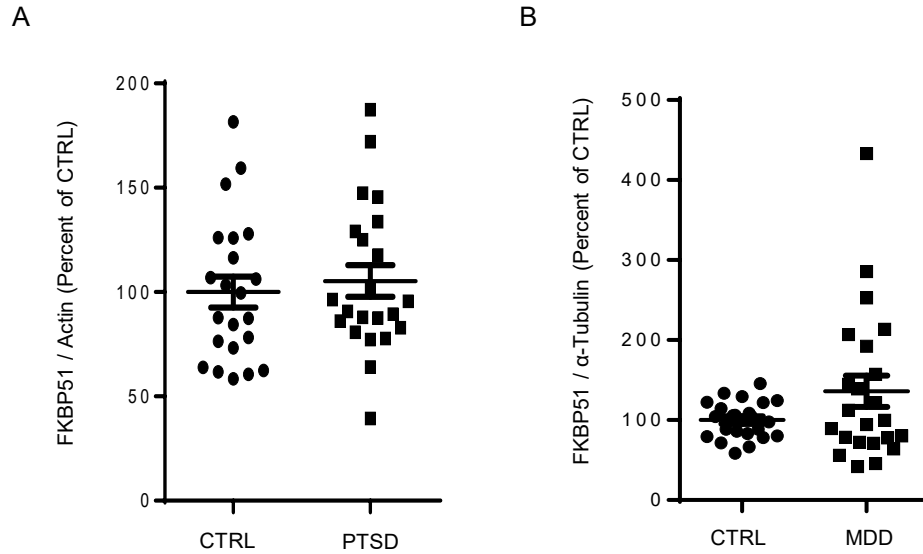 A
B
FKBP51 / Actin (Percent of CTRL)
200
150
100
50
0
CTRL
PTSD
FKBP51 / α-Tubulin (Percent of CTRL)
500
400
300
200
100
0
CTRL
MDD